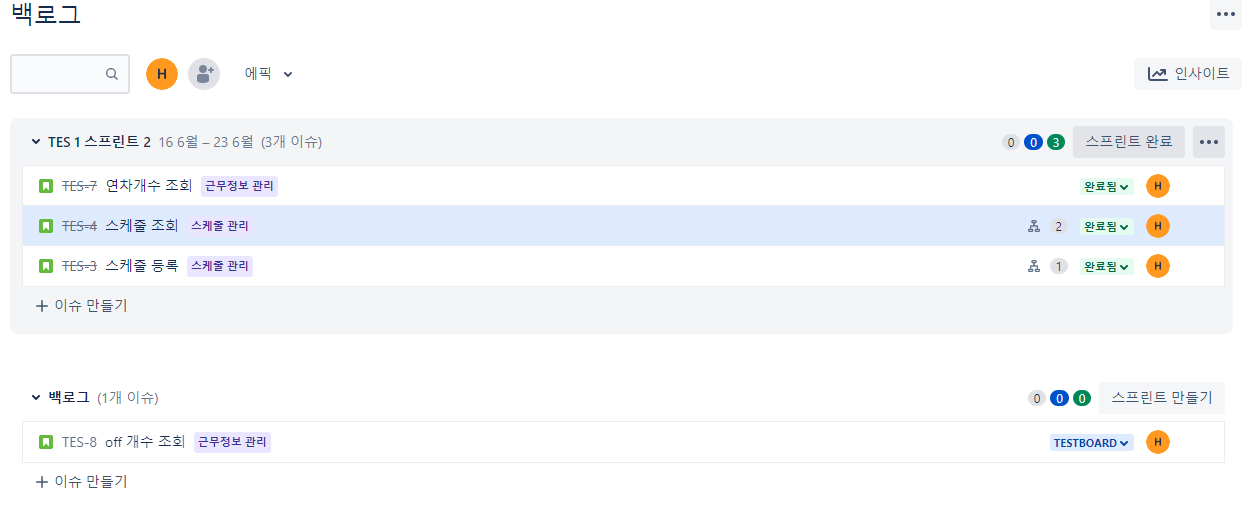 백로그
H 에픽 인사이트
TES 1 스프린트 2 16 6월 – 23 6월 (3개 이슈) 0 0 3 스프린트 완료
TES-7 연차개수 조회 근무정보 관리 완료됨 H
TES-4 스케줄 조회 스케줄 관리 2 완료됨 H
TES-3 스케줄 등록 스케줄 관리 1 완료됨 H
이슈 만들기
백로그 (1개 이슈) 0 0 0 스프린트 만들기
TES-8 off 개수 조회 근무정보 관리 TESTBOARD H
이슈 만들기